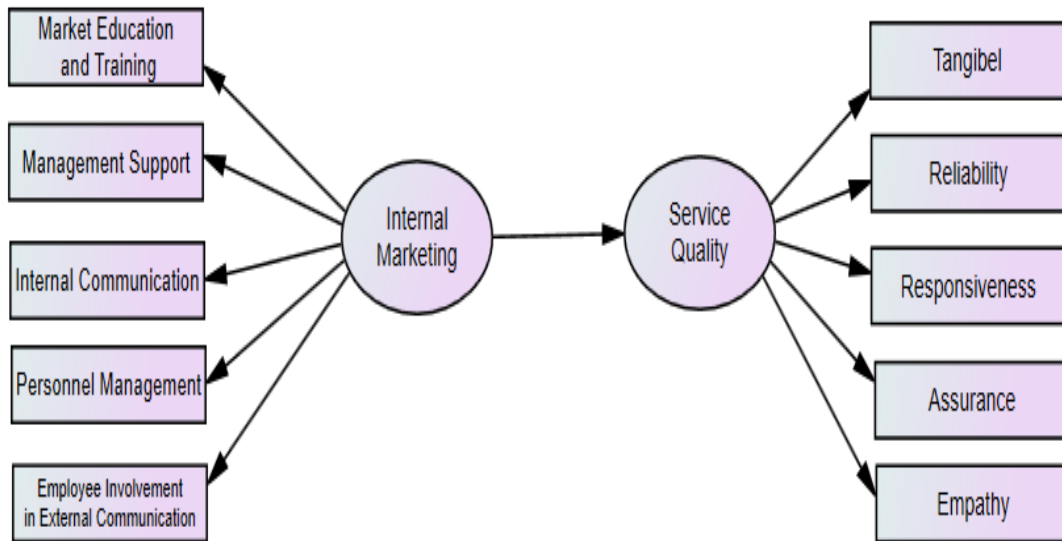 Market Education
and Training
Management Support
Internal Communication
Personnel Management
Employee Involvement
in External Communication
Internal
Marketing
Service
Quality
Tangibel
Reliability
Responsiveness
Assurance
Empathy